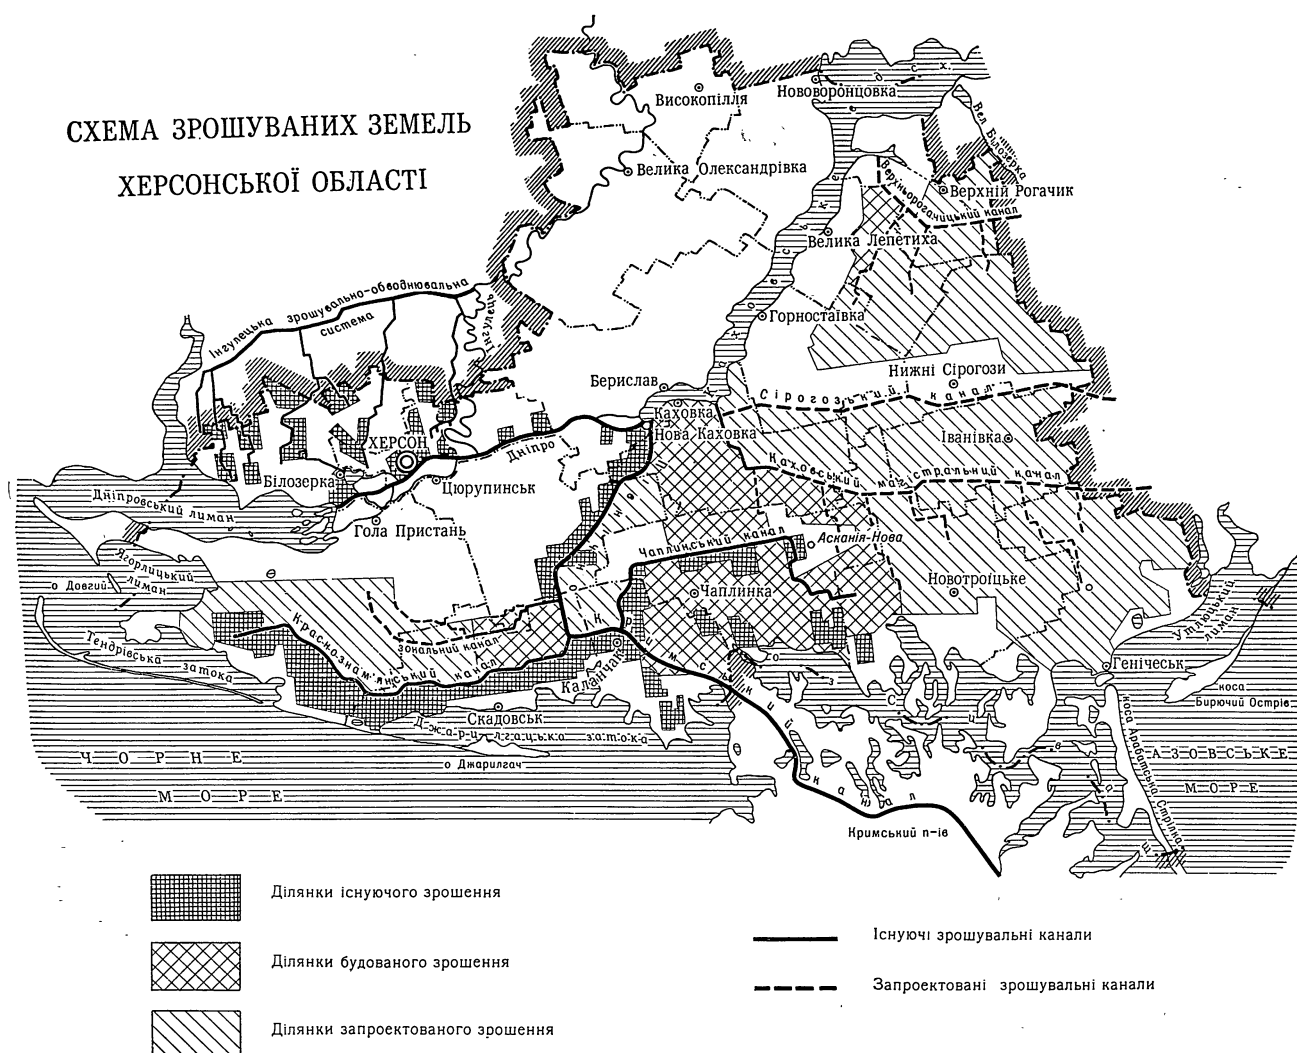 СХЕМА ЗРОШУВАНИХ ЗЕМЕЛЬ
ХЕРСОНСЬКОЇ ОБЛАСТІ
Високопілля
Нововоронцовка
Вел. Білозерка
Велика Олександрівка
Верхній Рогачик
Верхньорогачицький канал
Велика Лепетиха
Інгулецька зрошувально-обводнювальна
система
Інгулець
Горностаївка
Нижні Сірогози
Берислав
Сірогозький канал
Каховка
Нова Каховка
Іванівка
ХЕРСОН
Дніпро
Каховський магістральний канал
Білозерка
Цюрупинськ
Дніпровський лиман
Гола Пристань
Чаплинський канал
Асканія-Нова
Ягорлицький
лиман
о Довгий
Чаплинка
Новотроїцьке
Утлюцький
лиман
Краснознам'янський канал
зональний канал
Тендрівська затока
Генічеськ
Каланчак
коса
Бирючий Острів
Скадовськ
Джарилгацька затока
Кримський канал
о Джарилгач
коса Арабатська Стрілка
ЧОРНЕ
МОРЕ
АЗОВСЬКЕ
МОРЕ
Кримський п-ів
Ділянки існуючого зрошення
Ділянки будованого зрошення
Ділянки запроектованого зрошення
Існуючі зрошувальні канали
Запроектовані зрошувальні канали